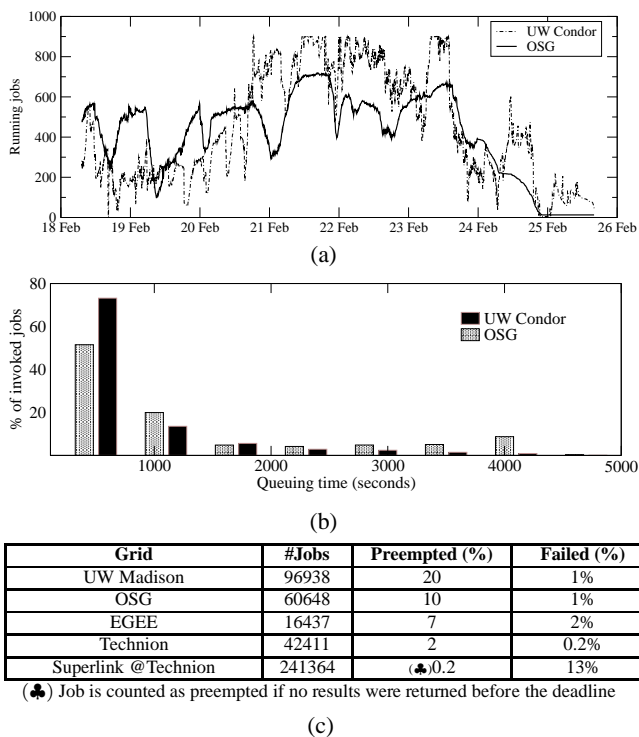 1000
800
600
400
200
0
Running jobs
UW Condor
OSG
18 Feb 19 Feb 20 Feb 21 Feb 22 Feb 23 Feb 24 Feb 25 Feb 26 Feb
(a)
80
60
40
20
% of invoked jobs
UW Condor
OSG
1000 2000 3000 4000 5000
Queuing time (seconds)
(b)
Grid #Jobs Preempted (%) Failed (%)
UW Madison 96938 20 1%
OSG 60648 10 1%
EGEE 16437 7 2%
Technion 42411 2 0.2%
Superlink @Technion 241364 (♣)0.2 13%
(♣) Job is counted as preempted if no results were returned before the deadline
(c)